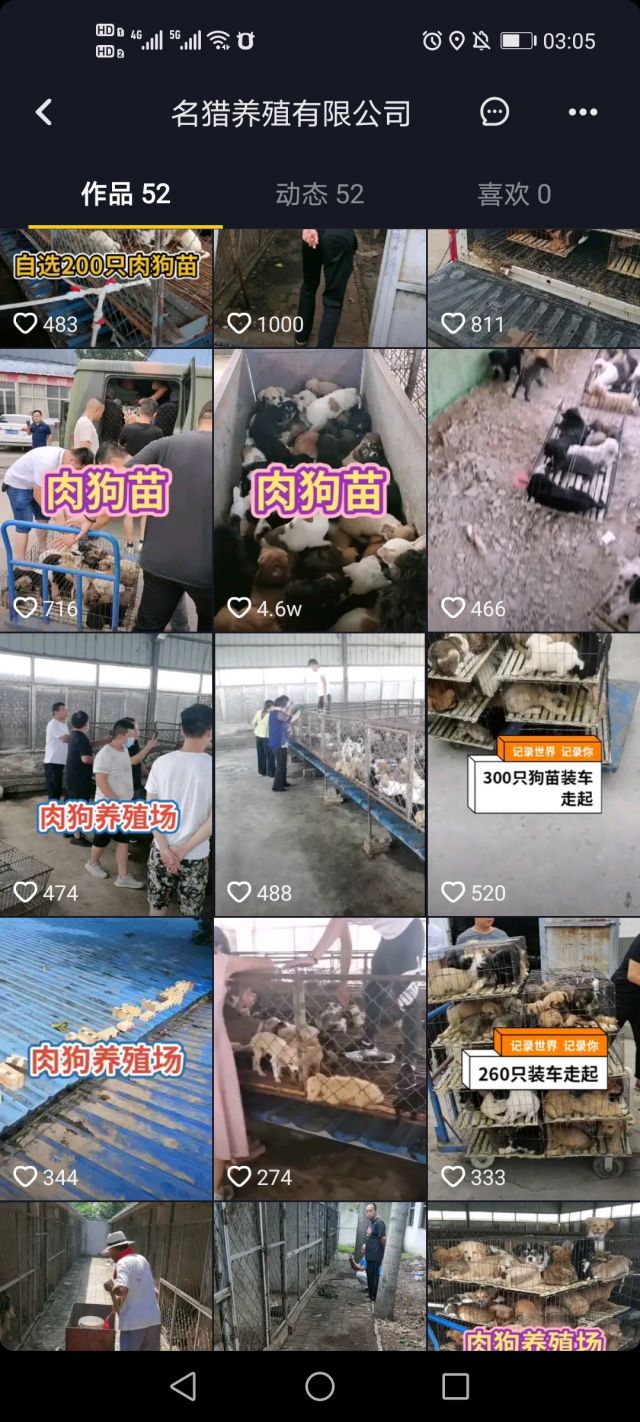 HD 1 4G 5G 03:05
HD 2
名猎养殖有限公司
作品 52 动态 52 喜欢 0
自选200只肉狗苗
483 1000 811
肉狗苗 肉狗苗
716 4.6w 466
记录世界 记录你
300只狗苗装车
走起
肉狗养殖场
474 488 520
肉狗养殖场
记录世界 记录你
260只装车走起
344 274 333
肉狗养殖场